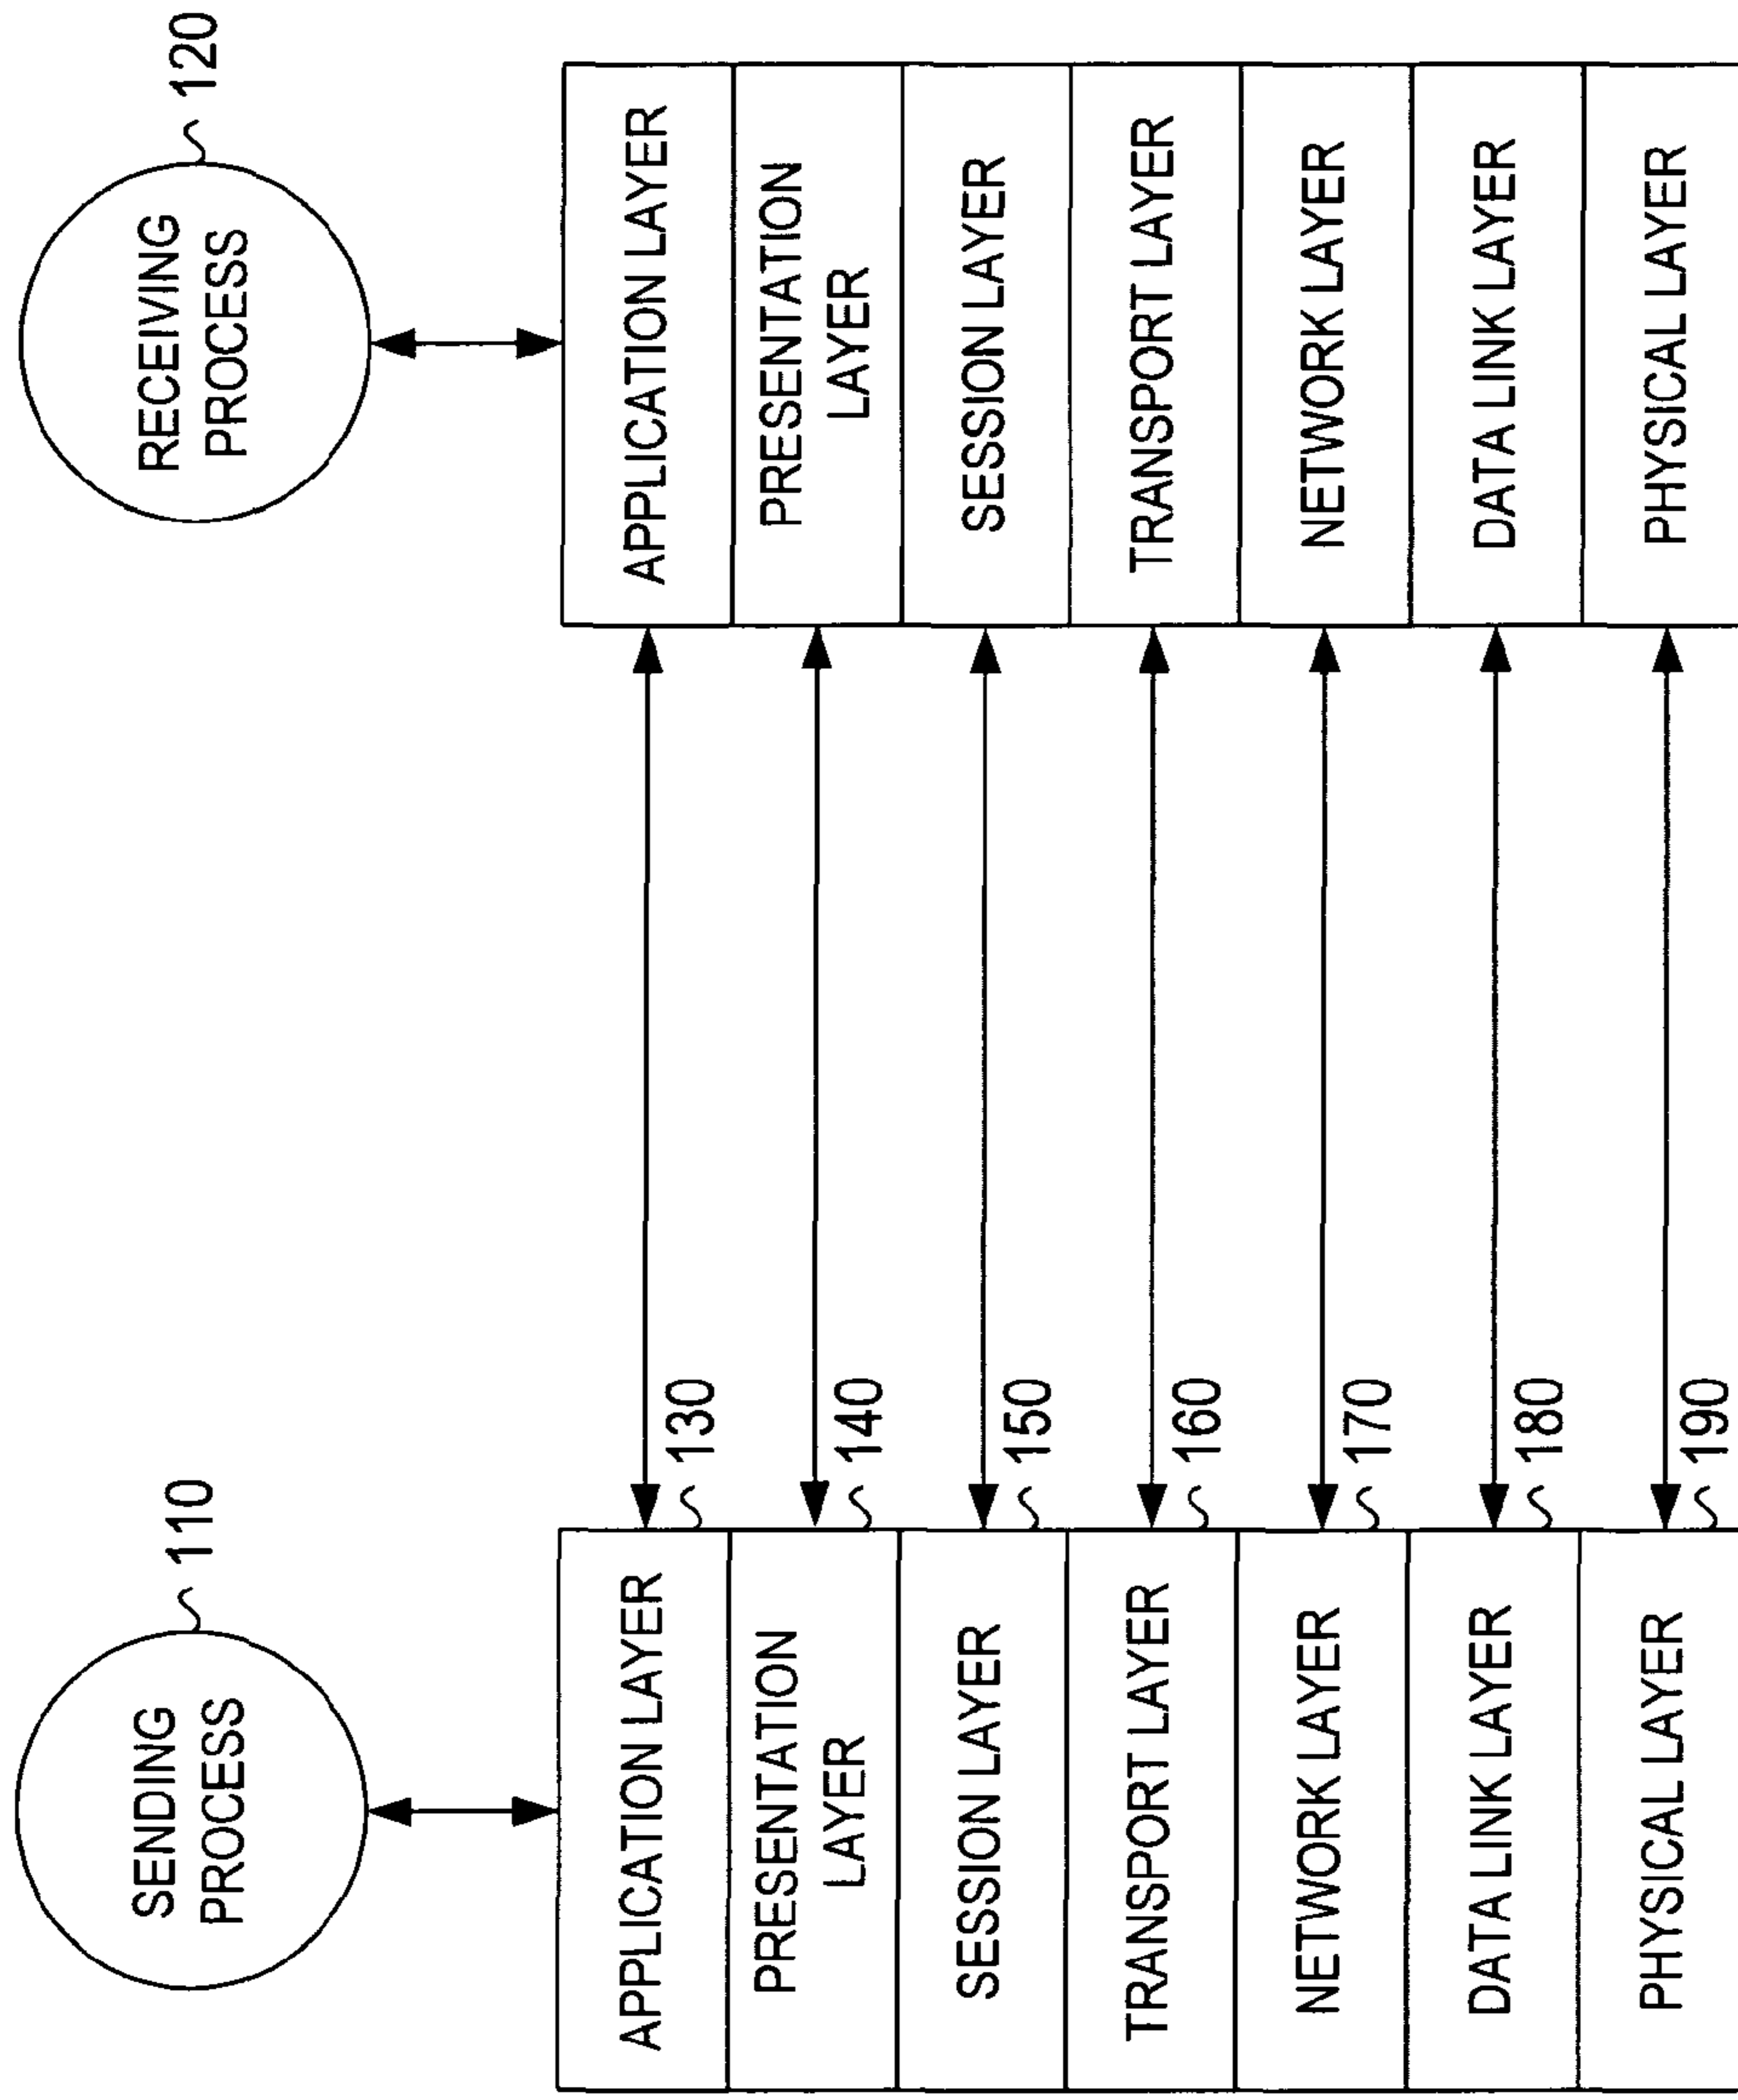 SENDING
PROCESS
110
RECEIVING
PROCESS
120
APPLICATION LAYER
130
APPLICATION LAYER
PRESENTATION
LAYER
140
PRESENTATION
LAYER
SESSION LAYER
150
SESSION LAYER
TRANSPORT LAYER
160
TRANSPORT LAYER
NETWORK LAYER
170
NETWORK LAYER
DATA LINK LAYER
180
DATA LINK LAYER
PHYSICAL LAYER
190
PHYSICAL LAYER